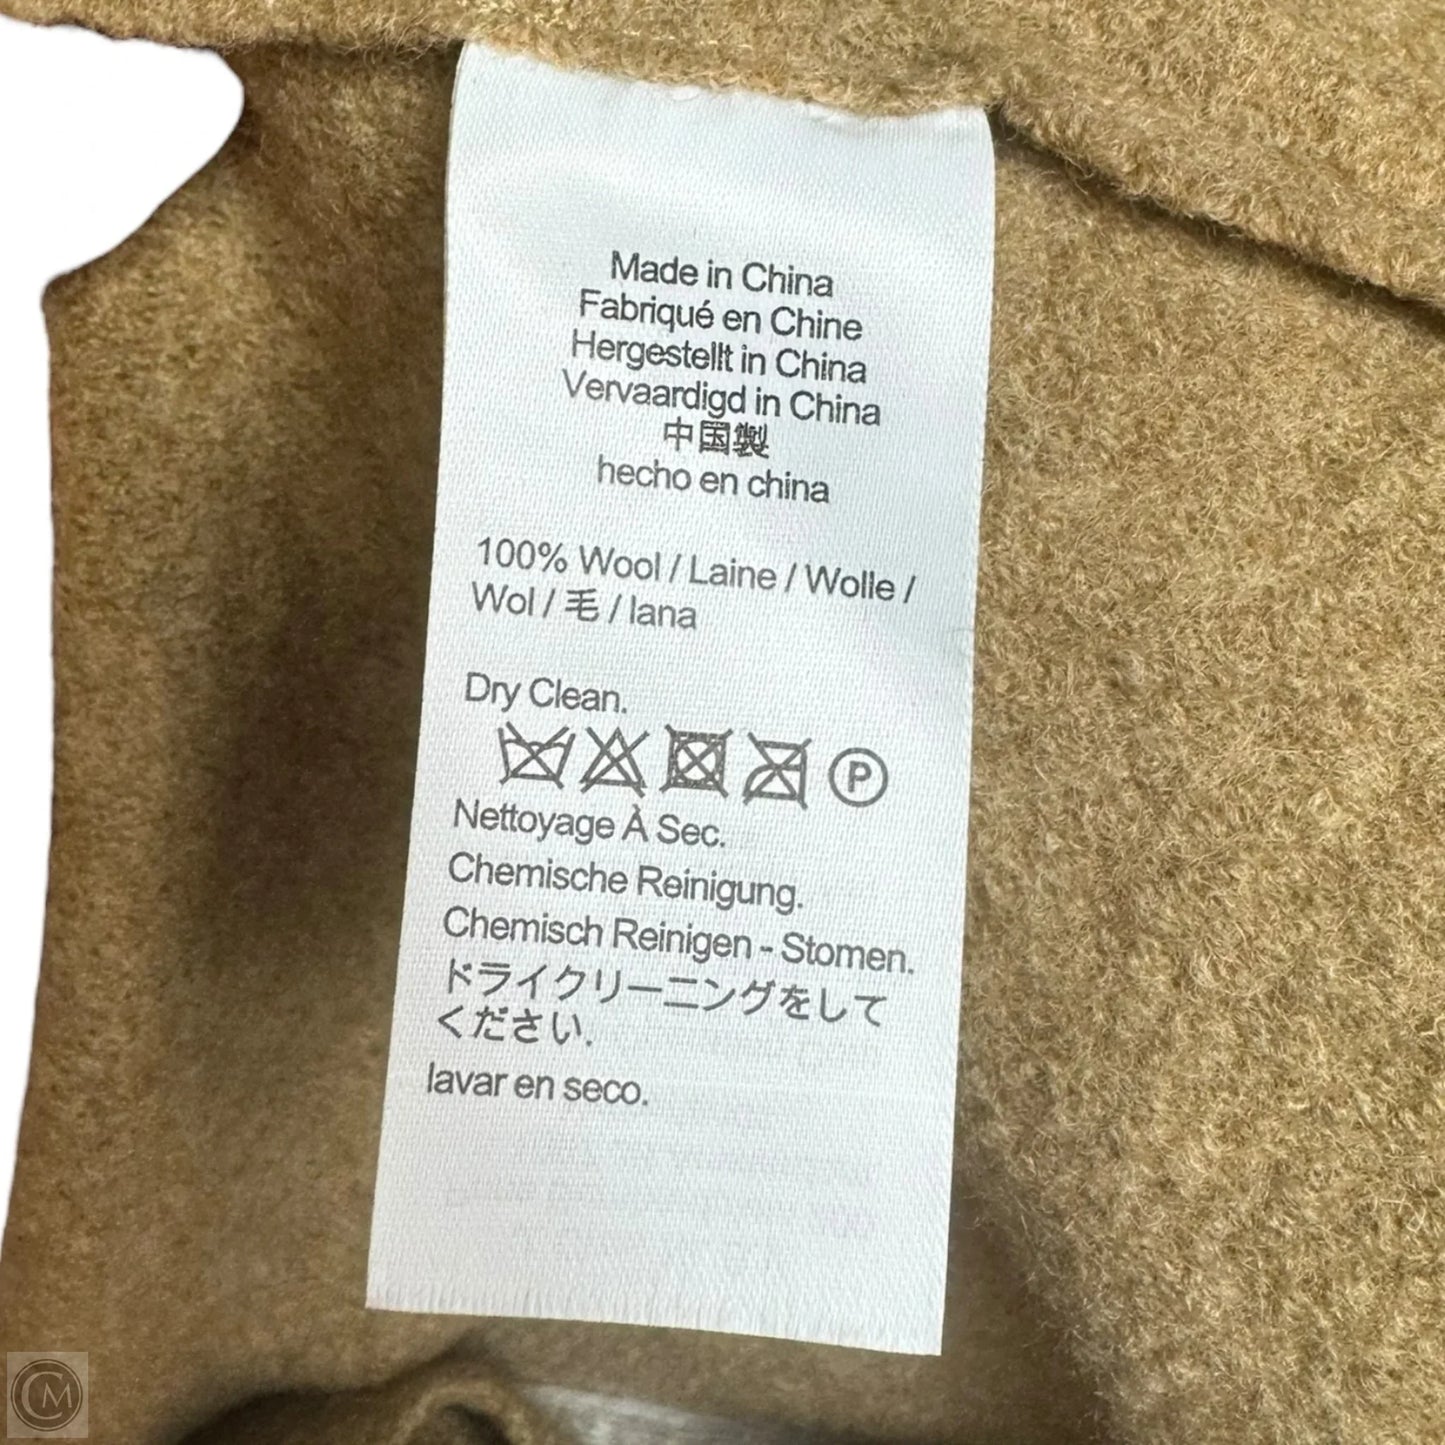 Made in China
Fabriqué en Chine
Hergestellt in China
Vervaardigd in China
中国製
hecho en china
100% Wool / Laine / Wolle /
Wol / 毛 / lana
Dry Clean.
P
Nettoyage À Sec.
Chemische Reinigung.
Chemisch Reinigen - Stomen.
ドライクリーニングをして
ください.
lavar en seco.
CM